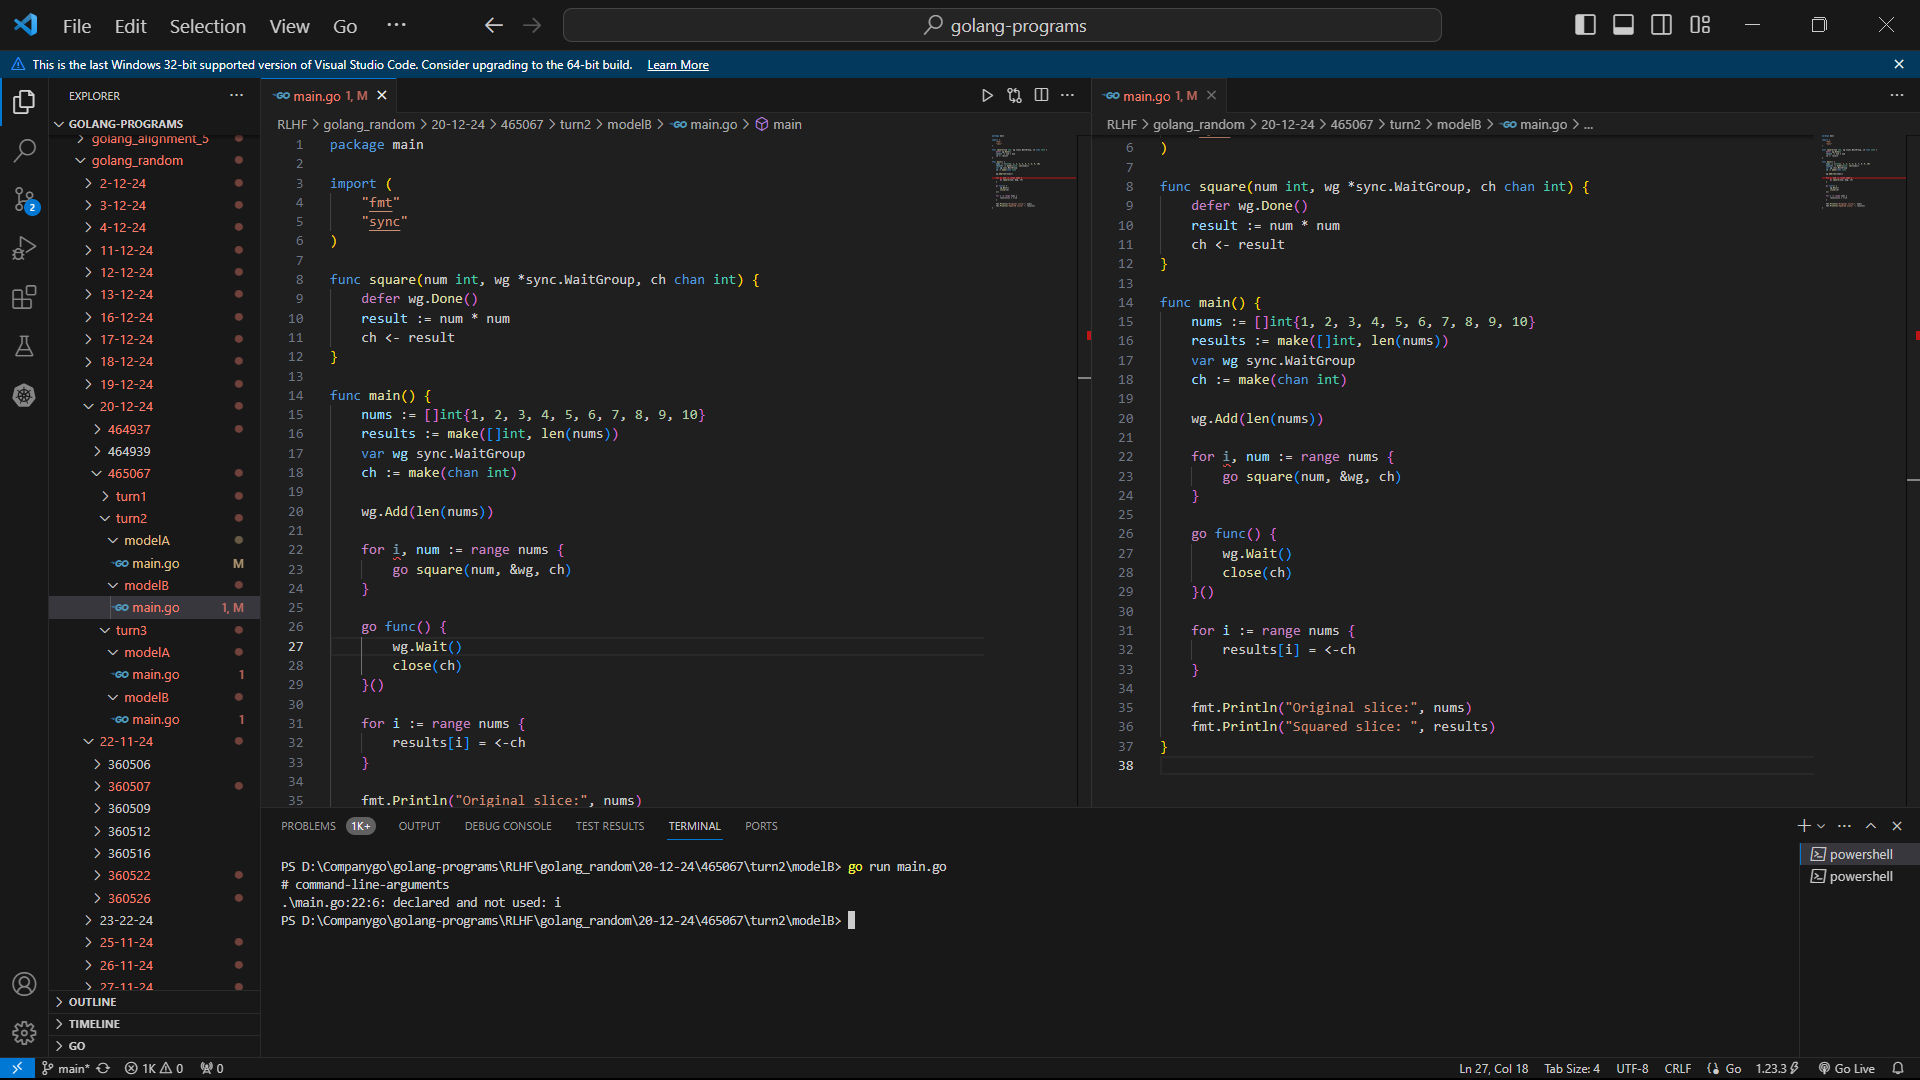 File Edit Selection View Go ···
golang-programs
This is the last Windows 32-bit supported version of Visual Studio Code. Consider upgrading to the 64-bit build. Learn More
EXPLORER
GOLANG-PROGRAMS
golang_alignment_5
golang_random
2-12-24
3-12-24
4-12-24
11-12-24
12-12-24
13-12-24
16-12-24
17-12-24
18-12-24
19-12-24
20-12-24
464937
464939
465067
turn1
turn2
modelA
main.go M
modelB
main.go 1, M
turn3
modelA
main.go 1
modelB
main.go 1
22-11-24
360506
360507
360509
360512
360516
360522
360526
23-22-24
25-11-24
26-11-24
27-11-24
OUTLINE
TIMELINE
GO
main.go 1, M
RLHF > golang_random > 20-12-24 > 465067 > turn2 > modelB > main.go > main
1 package main
2
3 import (
4 "fmt"
5 "sync"
6 )
7
8 func square(num int, wg *sync.WaitGroup, ch chan int) {
9 defer wg.Done()
10 result := num * num
11 ch <- result
12 }
13
14 func main() {
15 nums := []int{1, 2, 3, 4, 5, 6, 7, 8, 9, 10}
16 results := make([]int, len(nums))
17 var wg sync.WaitGroup
18 ch := make(chan int)
19
20 wg.Add(len(nums))
21
22 for i, num := range nums {
23 go square(num, &wg, ch)
24 }
25
26 go func() {
27 wg.Wait()
28 close(ch)
29 }()
30
31 for i := range nums {
32 results[i] = <-ch
33 }
34
35 fmt.Println("Original slice:", nums)
main.go 1, M
RLHF > golang_random > 20-12-24 > 465067 > turn2 > modelB > main.go > ...
6 )
7
8 func square(num int, wg *sync.WaitGroup, ch chan int) {
9 defer wg.Done()
10 result := num * num
11 ch <- result
12 }
13
14 func main() {
15 nums := []int{1, 2, 3, 4, 5, 6, 7, 8, 9, 10}
16 results := make([]int, len(nums))
17 var wg sync.WaitGroup
18 ch := make(chan int)
19
20 wg.Add(len(nums))
21
22 for i, num := range nums {
23 go square(num, &wg, ch)
24 }
25
26 go func() {
27 wg.Wait()
28 close(ch)
29 }()
30
31 for i := range nums {
32 results[i] = <-ch
33 }
34
35 fmt.Println("Original slice:", nums)
36 fmt.Println("Squared slice: ", results)
37 }
38
PROBLEMS 1K+ OUTPUT DEBUG CONSOLE TEST RESULTS TERMINAL PORTS
PS D:\Companygo\golang-programs\RLHF\golang_random\20-12-24\465067\turn2\modelB> go run main.go
# command-line-arguments
.\main.go:22:6: declared and not used: i
PS D:\Companygo\golang-programs\RLHF\golang_random\20-12-24\465067\turn2\modelB>
powershell
powershell
2
main* 1K 0 0
Ln 27, Col 18 Tab Size: 4 UTF-8 CRLF Go 1.23.3 Go Live